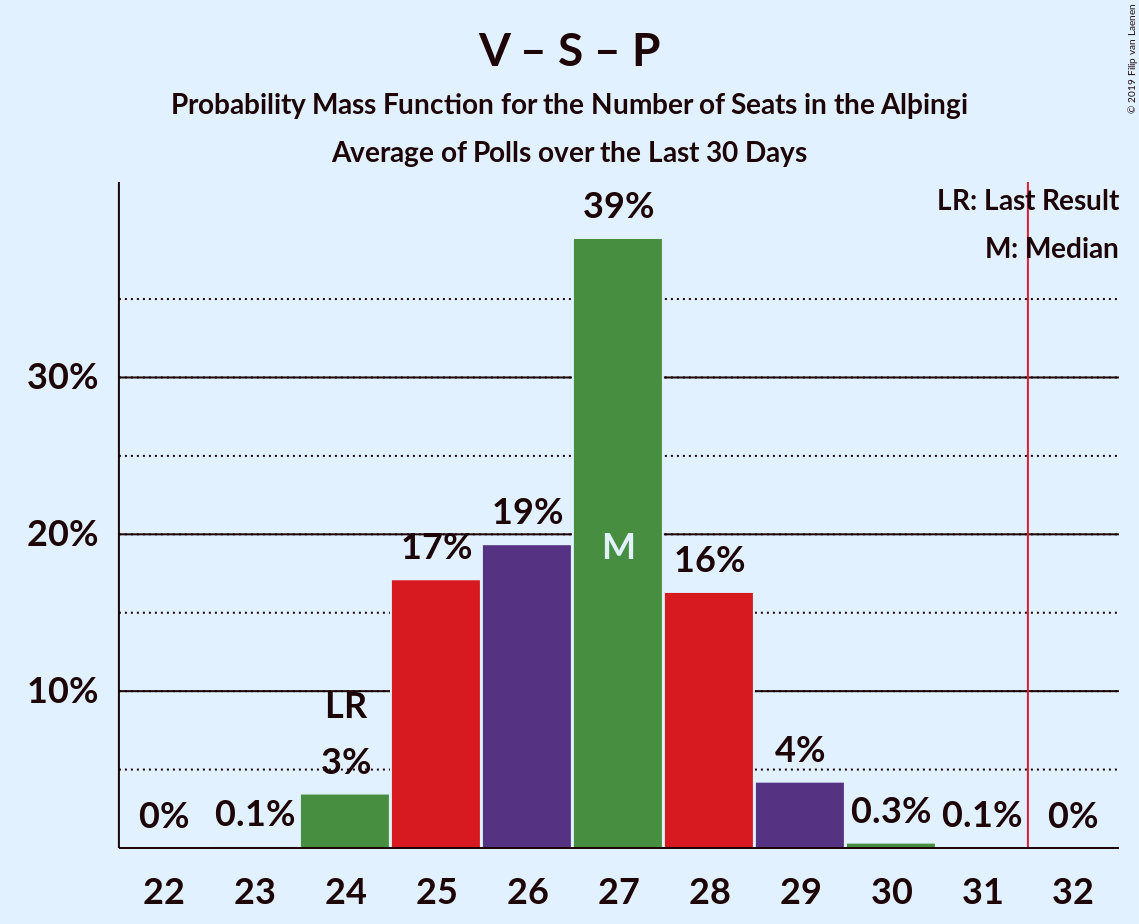 V – S – P
Probability Mass Function for the Number of Seats in the Alþingi
Average of Polls over the Last 30 Days
© 2019 Filip van Laenen
LR: Last Result
M: Median
39%
30%
20%
10%
19%
17%
M
16%
LR
3%
4%
0%
0.1%
0.3%
0.1%
0%
22 23 24 25 26 27 28 29 30 31 32